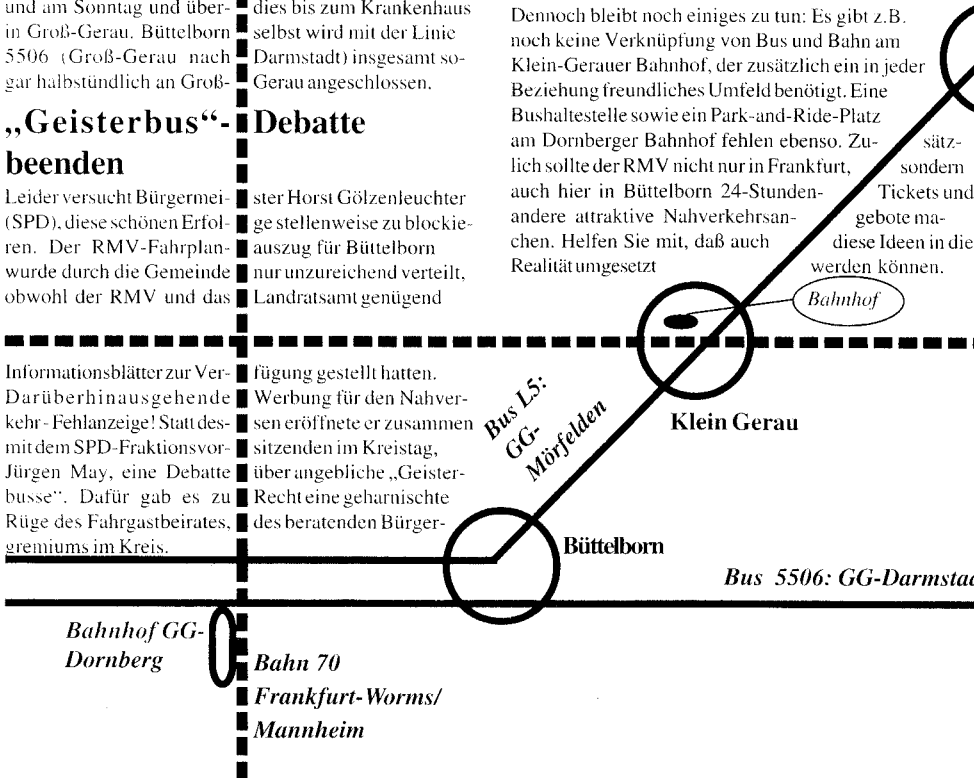 und am Sonntag und über- dies bis zum Krankenhaus
in Groß-Gerau. Büttelborn selbst wird mit der Linie
5506 (Groß-Gerau nach Darmstadt) insgesamt so-
gar halbstündlich an Groß- Gerau angeschlossen.
„Geisterbus“- Debatte
beenden
Leider versucht Bürgermei- ster Horst Gölzenleuchter
(SPD), diese schönen Erfol- ge stellenweise zu blockie-
ren. Der RMV-Fahrplan- auszug für Büttelborn
wurde durch die Gemeinde nur unzureichend verteilt,
obwohl der RMV und das Landratsamt genügend
Informationsblätter zur Ver- fügung gestellt hatten.
Darüberhinausgehende Werbung für den Nahver-
kehr - Fehlanzeige! Statt des- sen eröffnete er zusammen
mit dem SPD-Fraktionsvor- sitzenden im Kreistag,
Jürgen May, eine Debatte über angebliche „Geister-
busse“. Dafür gab es zu Recht eine geharnischte
Rüge des Fahrgastbeirates, des beratenden Bürger-
gremiums im Kreis.
Dennoch bleibt noch einiges zu tun: Es gibt z.B.
noch keine Verknüpfung von Bus und Bahn am
Klein-Gerauer Bahnhof, der zusätzlich ein in jeder
Beziehung freundliches Umfeld benötigt. Eine
Bushaltestelle sowie ein Park-and-Ride-Platz
am Dornberger Bahnhof fehlen ebenso. Zu- sätz-
lich sollte der RMV nicht nur in Frankfurt, sondern
auch hier in Büttelborn 24-Stunden- Tickets und
andere attraktive Nahverkehrsan- gebote ma-
chen. Helfen Sie mit, daß auch diese Ideen in die
Realität umgesetzt werden können.
Bahnhof
Klein Gerau
Bus L5:
GG-
Mörfelden
Büttelborn
Bus 5506: GG-Darmstad
Bahnhof GG-
Dornberg
Bahn 70
Frankfurt-Worms/
Mannheim